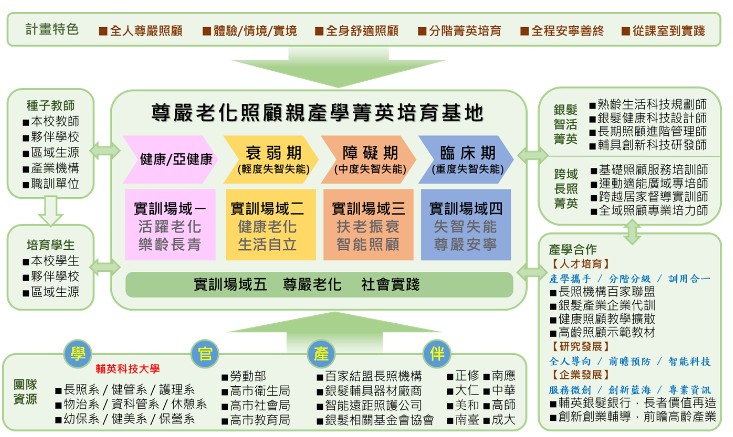 計畫特色 ■全人尊嚴照顧 ■體驗/情境/實境 ■全身舒適照顧 ■分階菁英培育 ■全程安寧善終 ■從課室到實踐
種子教師
■本校教師
■夥伴學校
■區域生源
■產業機構
■職訓單位
培育學生
■本校學生
■夥伴學校
■區域生源
尊嚴老化照顧親產學菁英培育基地
健康/亞健康
衰弱期
(輕度失智失能)
障礙期
(中度失智失能)
臨床期
(重度失智失能)
實訓場域一
活躍老化
樂齡長青
實訓場域二
健康老化
生活自立
實訓場域三
扶老振衰
智能照顧
實訓場域四
失智失能
尊嚴安寧
實訓場域五 尊嚴老化 社會實踐
銀髮
智活
菁英
■熟齡生活科技規劃師
■銀髮健康科技設計師
■長期照顧進階管理師
■輔具創新科技研發師
跨域
長照
菁英
■基礎照顧服務培訓師
■運動適能廣域專培師
■跨越居家督導實訓師
■全域照顧專業培力師
產學合作
【人才培育】
產學攜手 / 分階分級 / 訓用合一
■長照機構百家聯盟
■銀髮產業企業代訓
■健康照顧教學擴散
■高齡照顧示範教材
【研究發展】
全人導向 / 前瞻預防 / 智能科技
【企業發展】
服務微創 / 創新藍海 / 專業資訊
■輔英銀髮銀行，長者價值再造
■創新創業輔導，前瞻高齡產業
團隊
資源
學
輔英科技大學
■長照系 / 健管系 / 護理系
■物治系 / 資科管系 / 休憩系
■幼保系 / 健美系 / 保營系
官
■勞動部
■高市衛生局
■高市社會局
■高市教育局
產
■百家結盟長照機構
■銀髮輔具器材廠商
■智能遠距照護公司
■銀髮相關基金會協會
伴
■正修 ■南應
■大仁 ■中華
■美和 ■高師
■南臺 ■成大